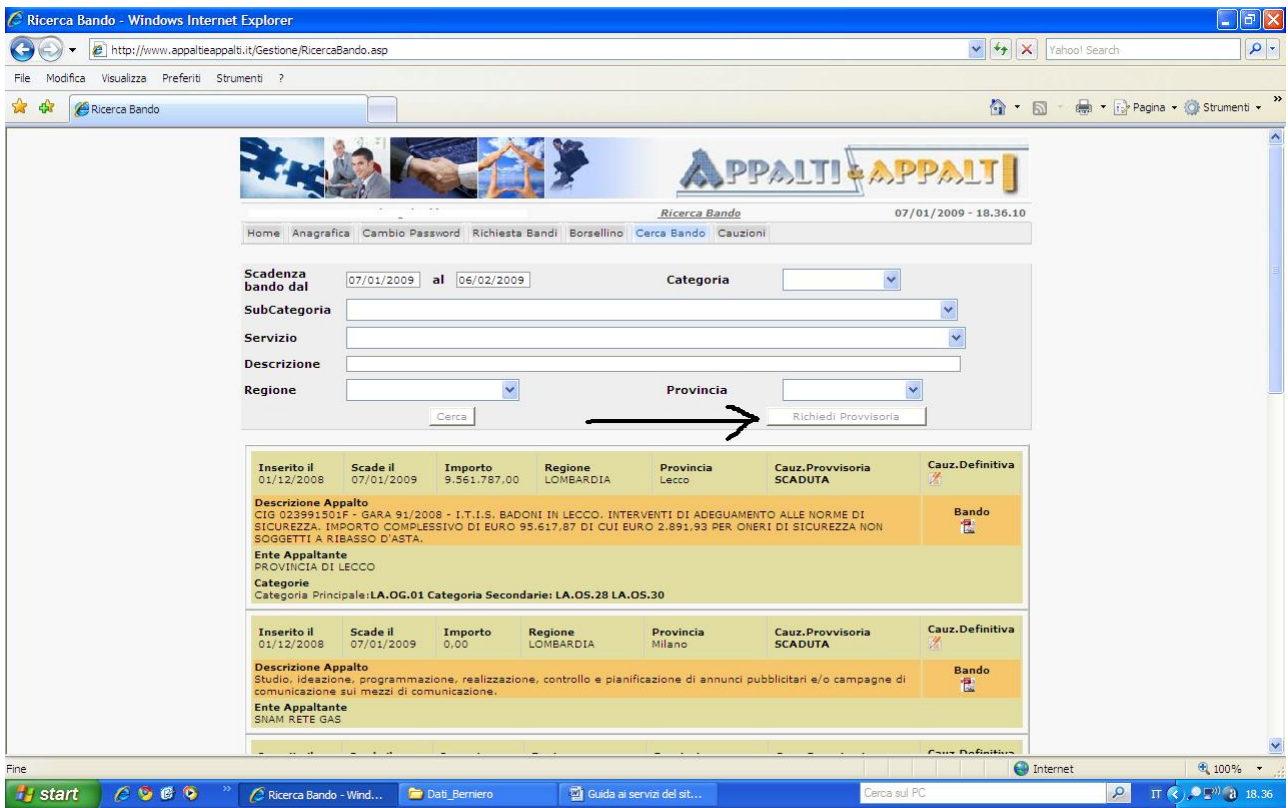 Ricerca Bando - Windows Internet Explorer
http://www.appaltieappalti.it/Gestione/RicercaBando.asp
Yahoo! Search
File Modifica Visualizza Preferiti Strumenti ?
Ricerca Bando
Pagina Strumenti »
APPALTI & APPALTI
Ricerca Bando 07/01/2009 - 18.36.10
Home Anagrafica Cambio Password Richiesta Bandi Borsellino Cerca Bando Cauzioni
Scadenza bando dal 07/01/2009 al 06/02/2009 Categoria
SubCategoria
Servizio
Descrizione
Regione Provincia
Cerca Richiedi Provvisoria
Inserito il Scade il Importo Regione Provincia Cauz.Provvisoria Cauz.Definitiva
01/12/2008 07/01/2009 9.561.787,00 LOMBARDIA Lecco SCADUTA
Descrizione Appalto
CIG 023991501F - GARA 91/2008 - I.T.I.S. BADONI IN LECCO. INTERVENTI DI ADEGUAMENTO ALLE NORME DI
SICUREZZA. IMPORTO COMPLESSIVO DI EURO 95.617,87 DI CUI EURO 2.891,93 PER ONERI DI SICUREZZA NON
SOGGETTI A RIBASSO D'ASTA.
Bando
Ente Appaltante
PROVINCIA DI LECCO
Categorie
Categoria Principale:LA.OG.01 Categoria Secondarie: LA.OS.28 LA.OS.30
Inserito il Scade il Importo Regione Provincia Cauz.Provvisoria Cauz.Definitiva
01/12/2008 07/01/2009 0,00 LOMBARDIA Milano SCADUTA
Descrizione Appalto
Studio, ideazione, programmazione, realizzazione, controllo e pianificazione di annunci pubblicitari e/o campagne di
comunicazione sui mezzi di comunicazione.
Bando
Ente Appaltante
SNAM RETE GAS
Cauz.Definitiva
Fine Internet 100%
start Ricerca Bando - Wind... Dati_Berniero Guida ai servizi del sit... Cerca sul PC IT 18.36